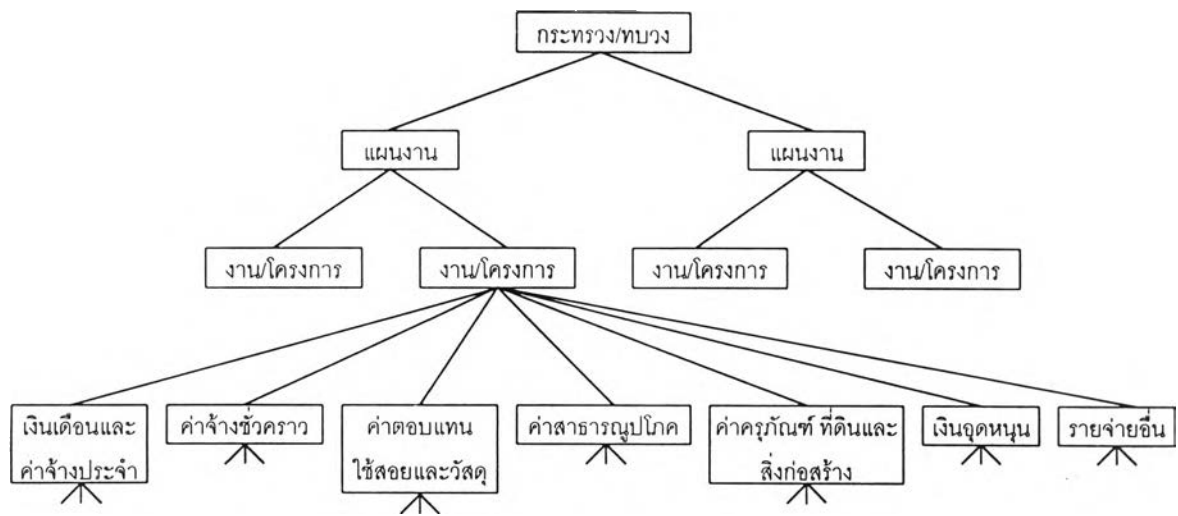 กระทรวง/ทบวง
แผนงาน
แผนงาน
งาน/โครงการ
งาน/โครงการ
งาน/โครงการ
งาน/โครงการ
เงินเดือนและ
ค่าจ้างประจำ
ค่าจ้างชั่วคราว
ค่าตอบแทน
ใช้สอยและวัสดุ
ค่าสาธารณูปโภค
ค่าครุภัณฑ์ ที่ดินและ
สิ่งก่อสร้าง
เงินอุดหนุน
รายจ่ายอื่น